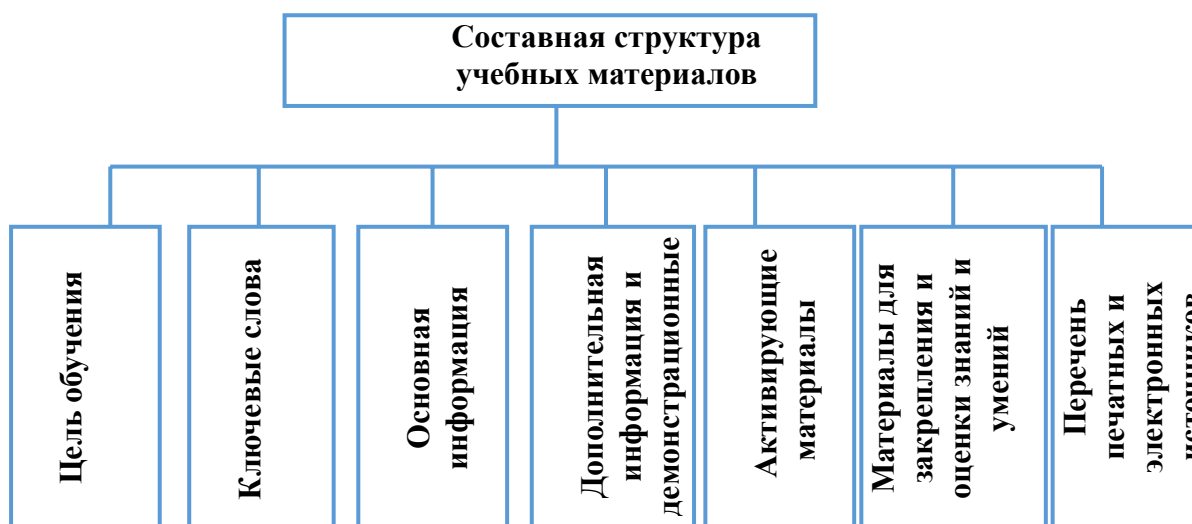 Составная структура
учебных материалов
Цель обучения
Ключевые слова
Основная
информация
Дополнительная
информация и
демонстрационные
Активирующие
материалы
Материалы для
закрепления и
оценки знаний и
умений
Перечень
печатных и
электронных